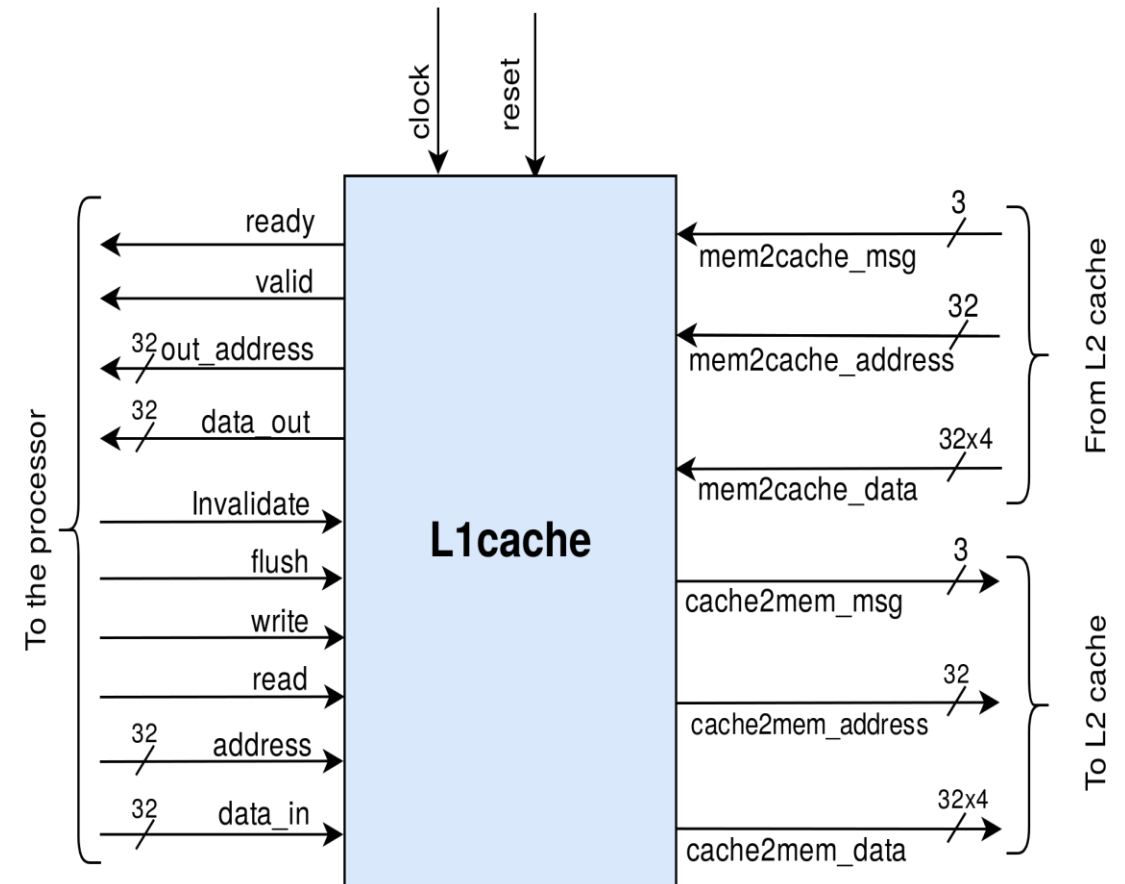 clock
reset
To the processor
ready
valid
32
out_address
32
data_out
Invalidate
flush
write
read
32
address
32
data_in
L1cache
3
mem2cache_msg
32
mem2cache_address
32x4
mem2cache_data
From L2 cache
3
cache2mem_msg
32
cache2mem_address
32x4
cache2mem_data
To L2 cache